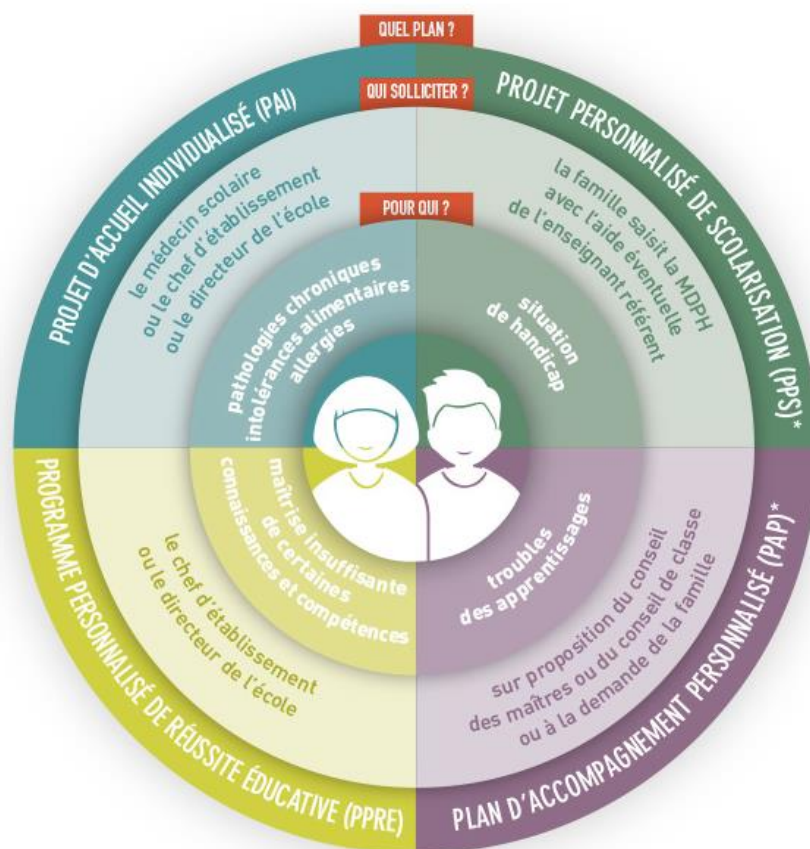 QUEL PLAN ?
QUI SOLLICITER ?
POUR QUI ?
PROJET D'ACCUEIL INDIVIDUALISÉ (PAI)
le médecin scolaire
ou le chef d'établissement
ou le directeur de l'école
pathologies chroniques
intolérances alimentaires
allergies
PROJET PERSONNALISÉ DE SCOLARISATION (PPS)*
la famille saisit la MDPH
avec l'aide éventuelle
de l'enseignant référent
situation
de handicap
PROGRAMME PERSONNALISÉ DE RÉUSSITE ÉDUCATIVE (PPRE)
le chef d'établissement
ou le directeur de l'école
maîtrise insuffisante
de certaines
connaissances et compétences
PLAN D'ACCOMPAGNEMENT PERSONNALISÉ (PAP)*
sur proposition du conseil
des maîtres ou du conseil de classe
ou à la demande de la famille
troubles
des apprentissages